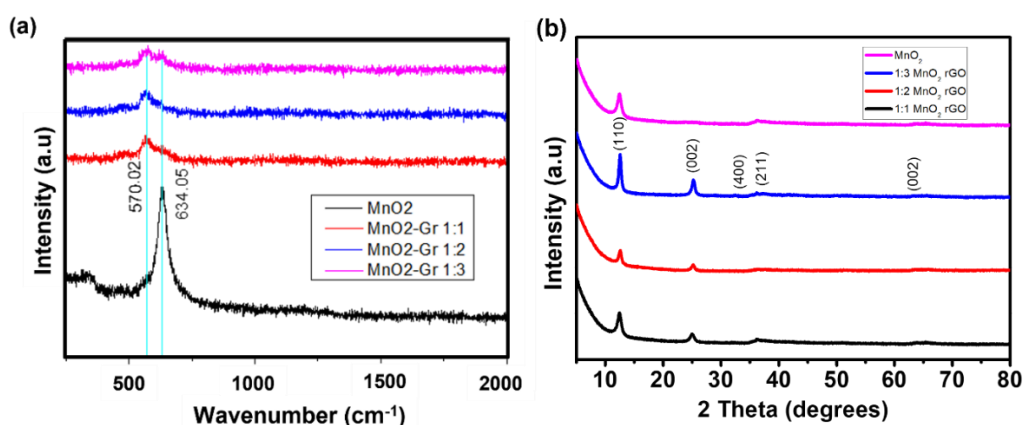 (a)
Intensity (a.u)
570.02
634.05
MnO2
MnO2-Gr 1:1
MnO2-Gr 1:2
MnO2-Gr 1:3
500
1000
1500
2000
Wavenumber (cm⁻¹)
(b)
Intensity (a.u)
MnO₂
1:3 MnO₂ rGO
1:2 MnO₂ rGO
1:1 MnO₂ rGO
(110)
(002)
(400)
(211)
(002)
10
20
30
40
50
60
70
80
2 Theta (degrees)